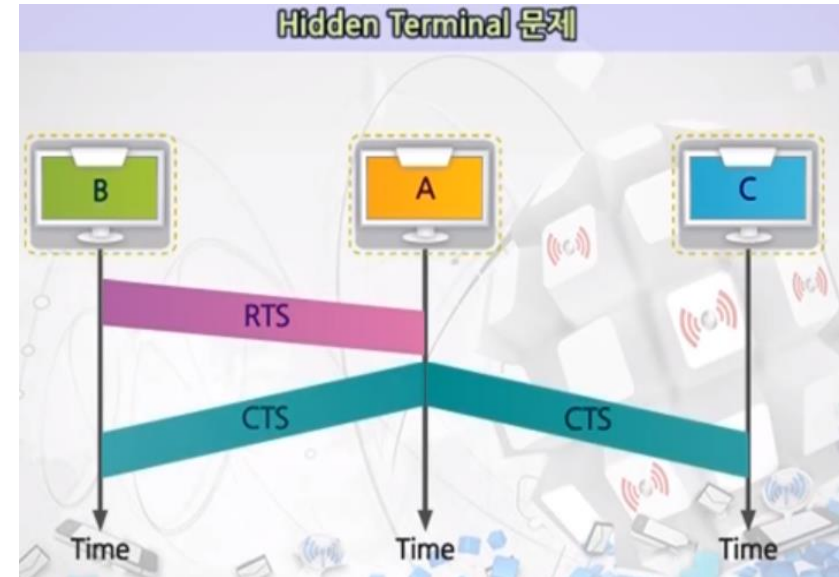 Hidden Terminal 문제
B
A
C
RTS
CTS
CTS
Time
Time
Time